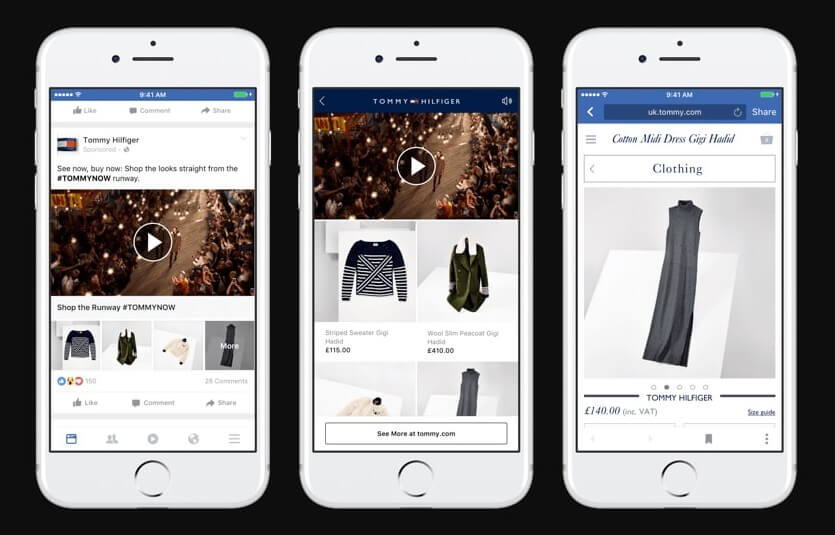 9:41 AM
Like Comment Share
Tommy Hilfiger
Sponsored ·
See now, buy now: Shop the looks straight from the
#TOMMYNOW runway.
Shop the Runway #TOMMYNOW
More
150 28 Comments
Like Comment Share
TOMMY HILFIGER
Striped Sweater Gigi
Hadid
£115.00
Wool Slim Peacoat Gigi
Hadid
£410.00
See More at tommy.com
9:41 AM
uk.tommy.com Share
Cotton Midi Dress Gigi Hadid
0
Clothing
TOMMY HILFIGER
£140.00 (inc. VAT) Size guide